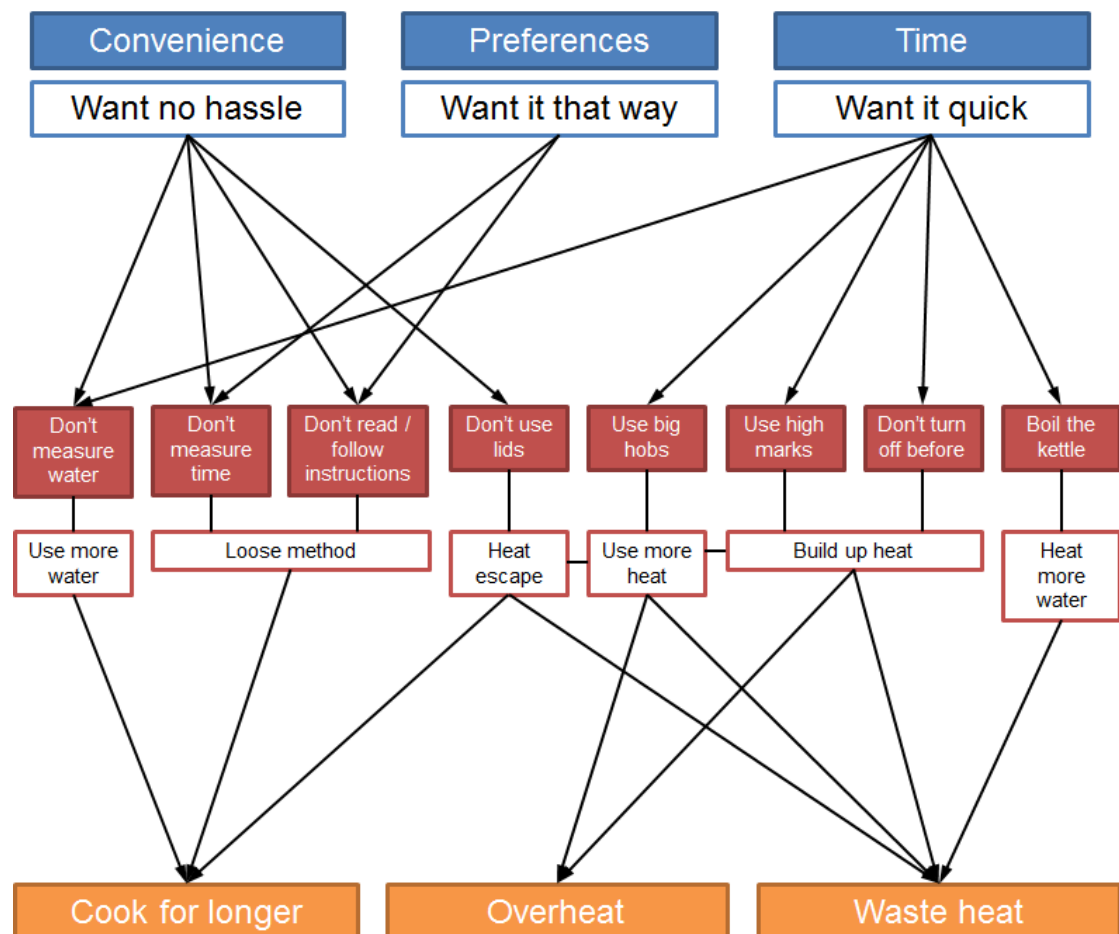 Convenience
Preferences
Time
Want no hassle
Want it that way
Want it quick
Don't
measure
water
Don't
measure
time
Don't read /
follow
instructions
Don't use
lids
Use big
hobs
Use high
marks
Don't turn
off before
Boil the
kettle
Use more
water
Loose method
Heat
escape
Use more
heat
Build up heat
Heat
more
water
Cook for longer
Overheat
Waste heat